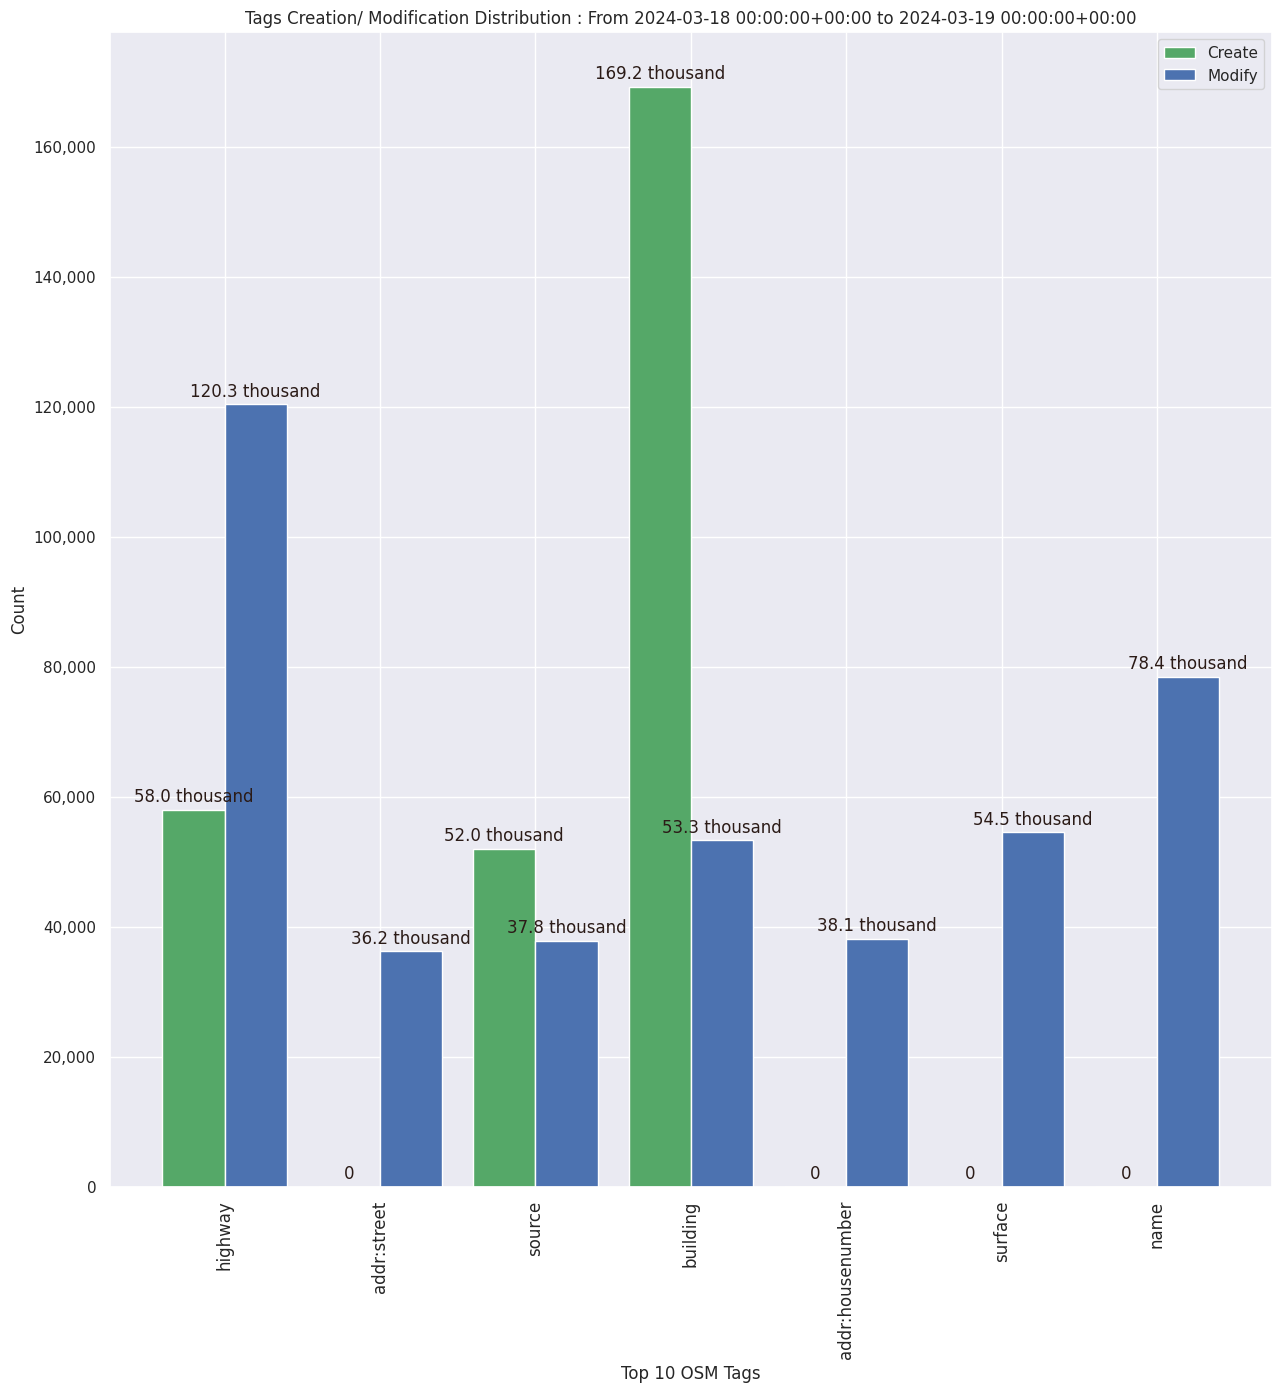 Tags Creation/ Modification Distribution : From 2024-03-18 00:00:00+00:00 to 2024-03-19 00:00:00+00:00
Create
Modify
169.2 thousand
160,000
140,000
120.3 thousand
120,000
100,000
Count
80,000
78.4 thousand
60,000
58.0 thousand
52.0 thousand
53.3 thousand
54.5 thousand
40,000
36.2 thousand
37.8 thousand
38.1 thousand
20,000
0
0
0
0
0
highway
addr:street
source
building
addr:housenumber
surface
name
Top 10 OSM Tags